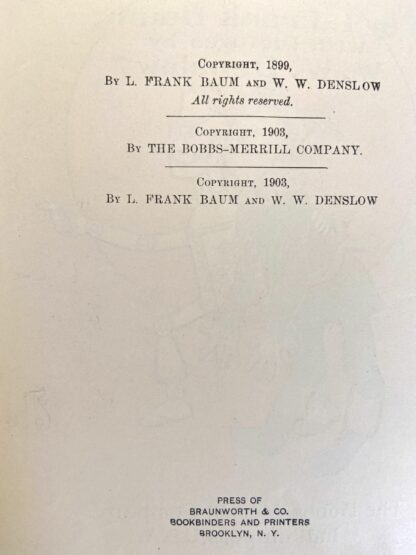 Copyright, 1899,
By L. FRANK BAUM and W. W. DENSLOW
All rights reserved.
Copyright, 1903,
By THE BOBBS-MERRILL COMPANY.
Copyright, 1903,
By L. FRANK BAUM and W. W. DENSLOW
PRESS OF
BRAUNWORTH & CO.
BOOKBINDERS AND PRINTERS
BROOKLYN, N. Y.